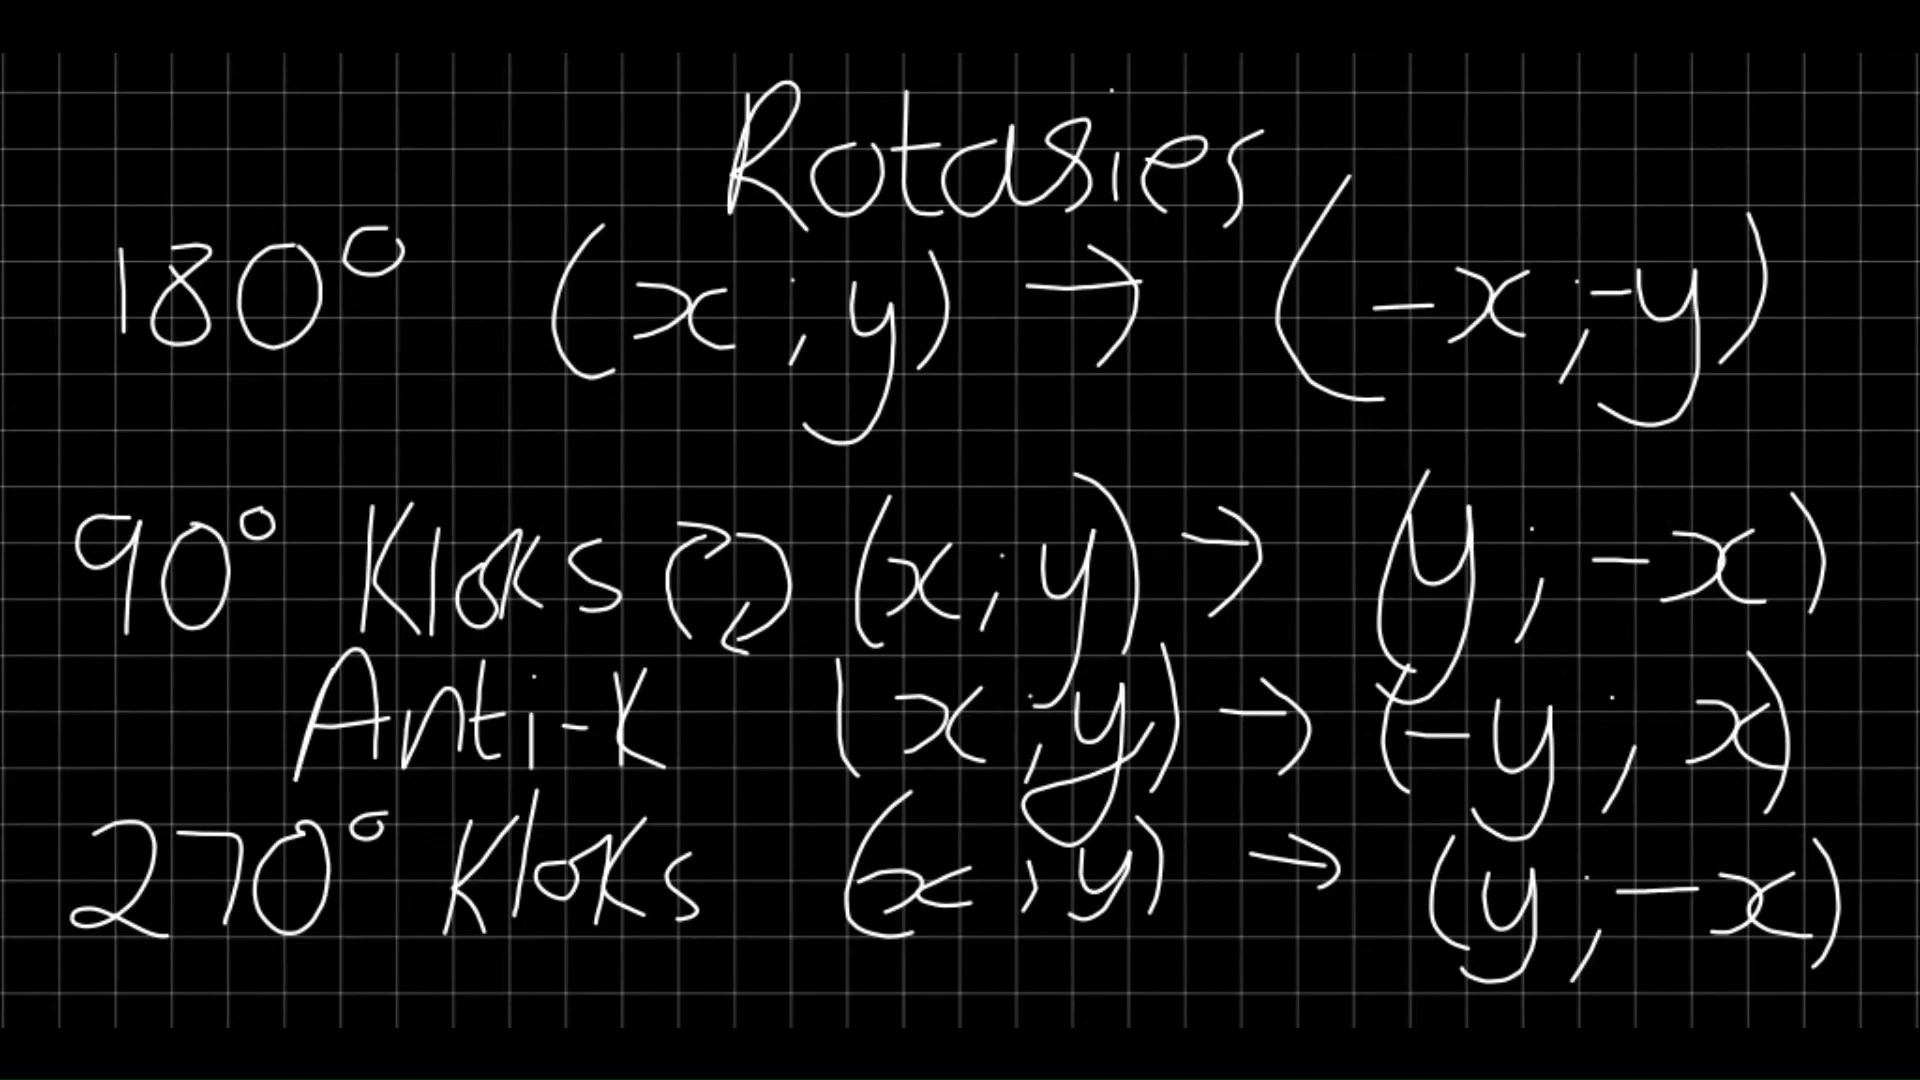 Rotasies
180° (x ; y) → (-x ; -y)
90° Kloks ↻ (x ; y) → (y ; -x)
Anti-K (x ; y) → (-y ; x)
270° Kloks (x ; y) → (y ; -x)